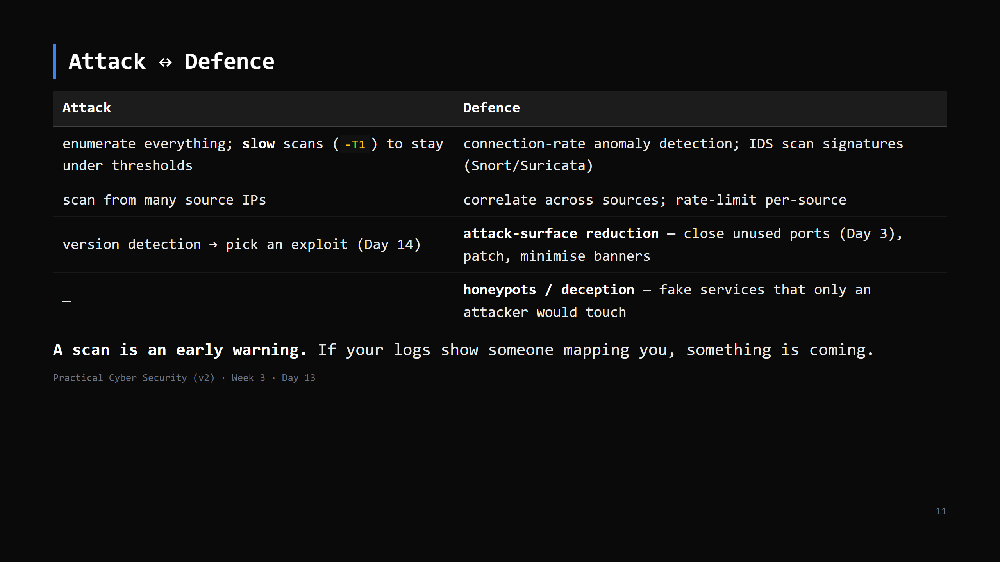 Attack ↔ Defence
Attack
Defence
enumerate everything; slow scans (-T1) to stay
under thresholds
connection-rate anomaly detection; IDS scan signatures
(Snort/Suricata)
scan from many source IPs
correlate across sources; rate-limit per-source
version detection → pick an exploit (Day 14)
attack-surface reduction — close unused ports (Day 3),
patch, minimise banners
—
honeypots / deception — fake services that only an
attacker would touch
A scan is an early warning. If your logs show someone mapping you, something is coming.
Practical Cyber Security (v2) · Week 3 · Day 13
11